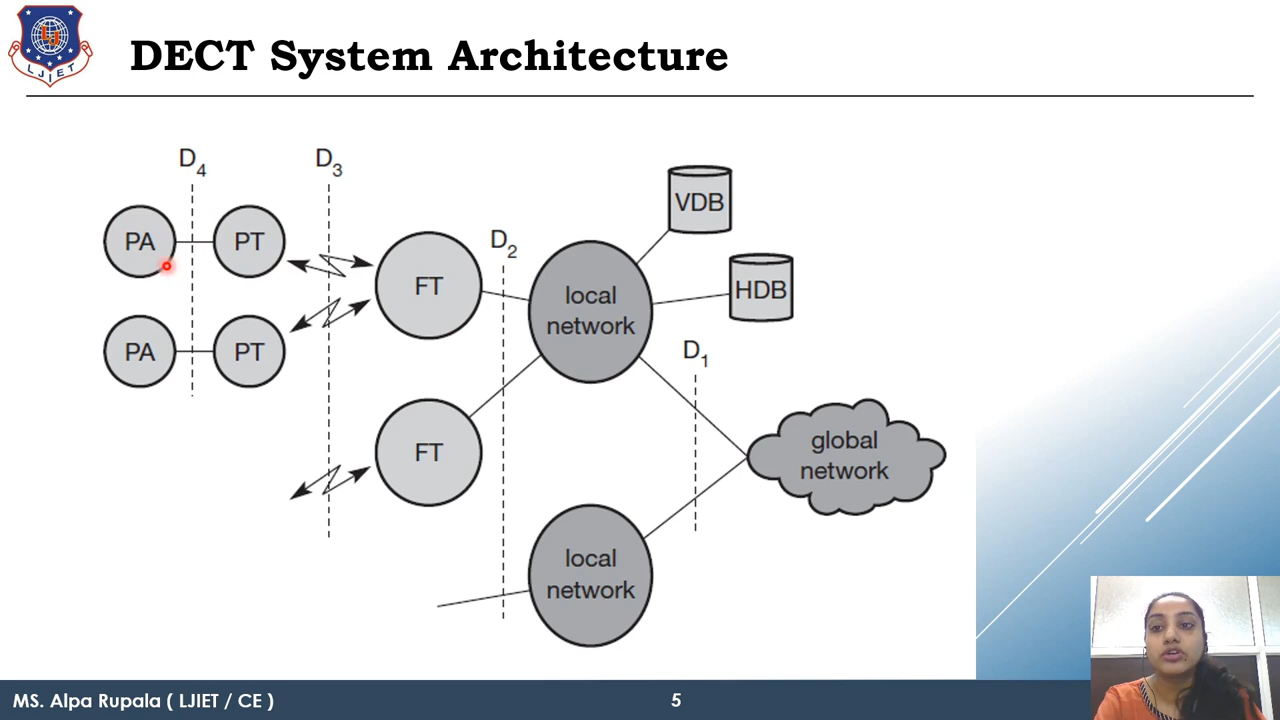 LJIET
DECT System Architecture
D4
D3
PA
PT
FT
D2
local
network
VDB
HDB
PA
PT
D1
FT
global
network
local
network
MS. Alpa Rupala ( LJIET / CE )
5